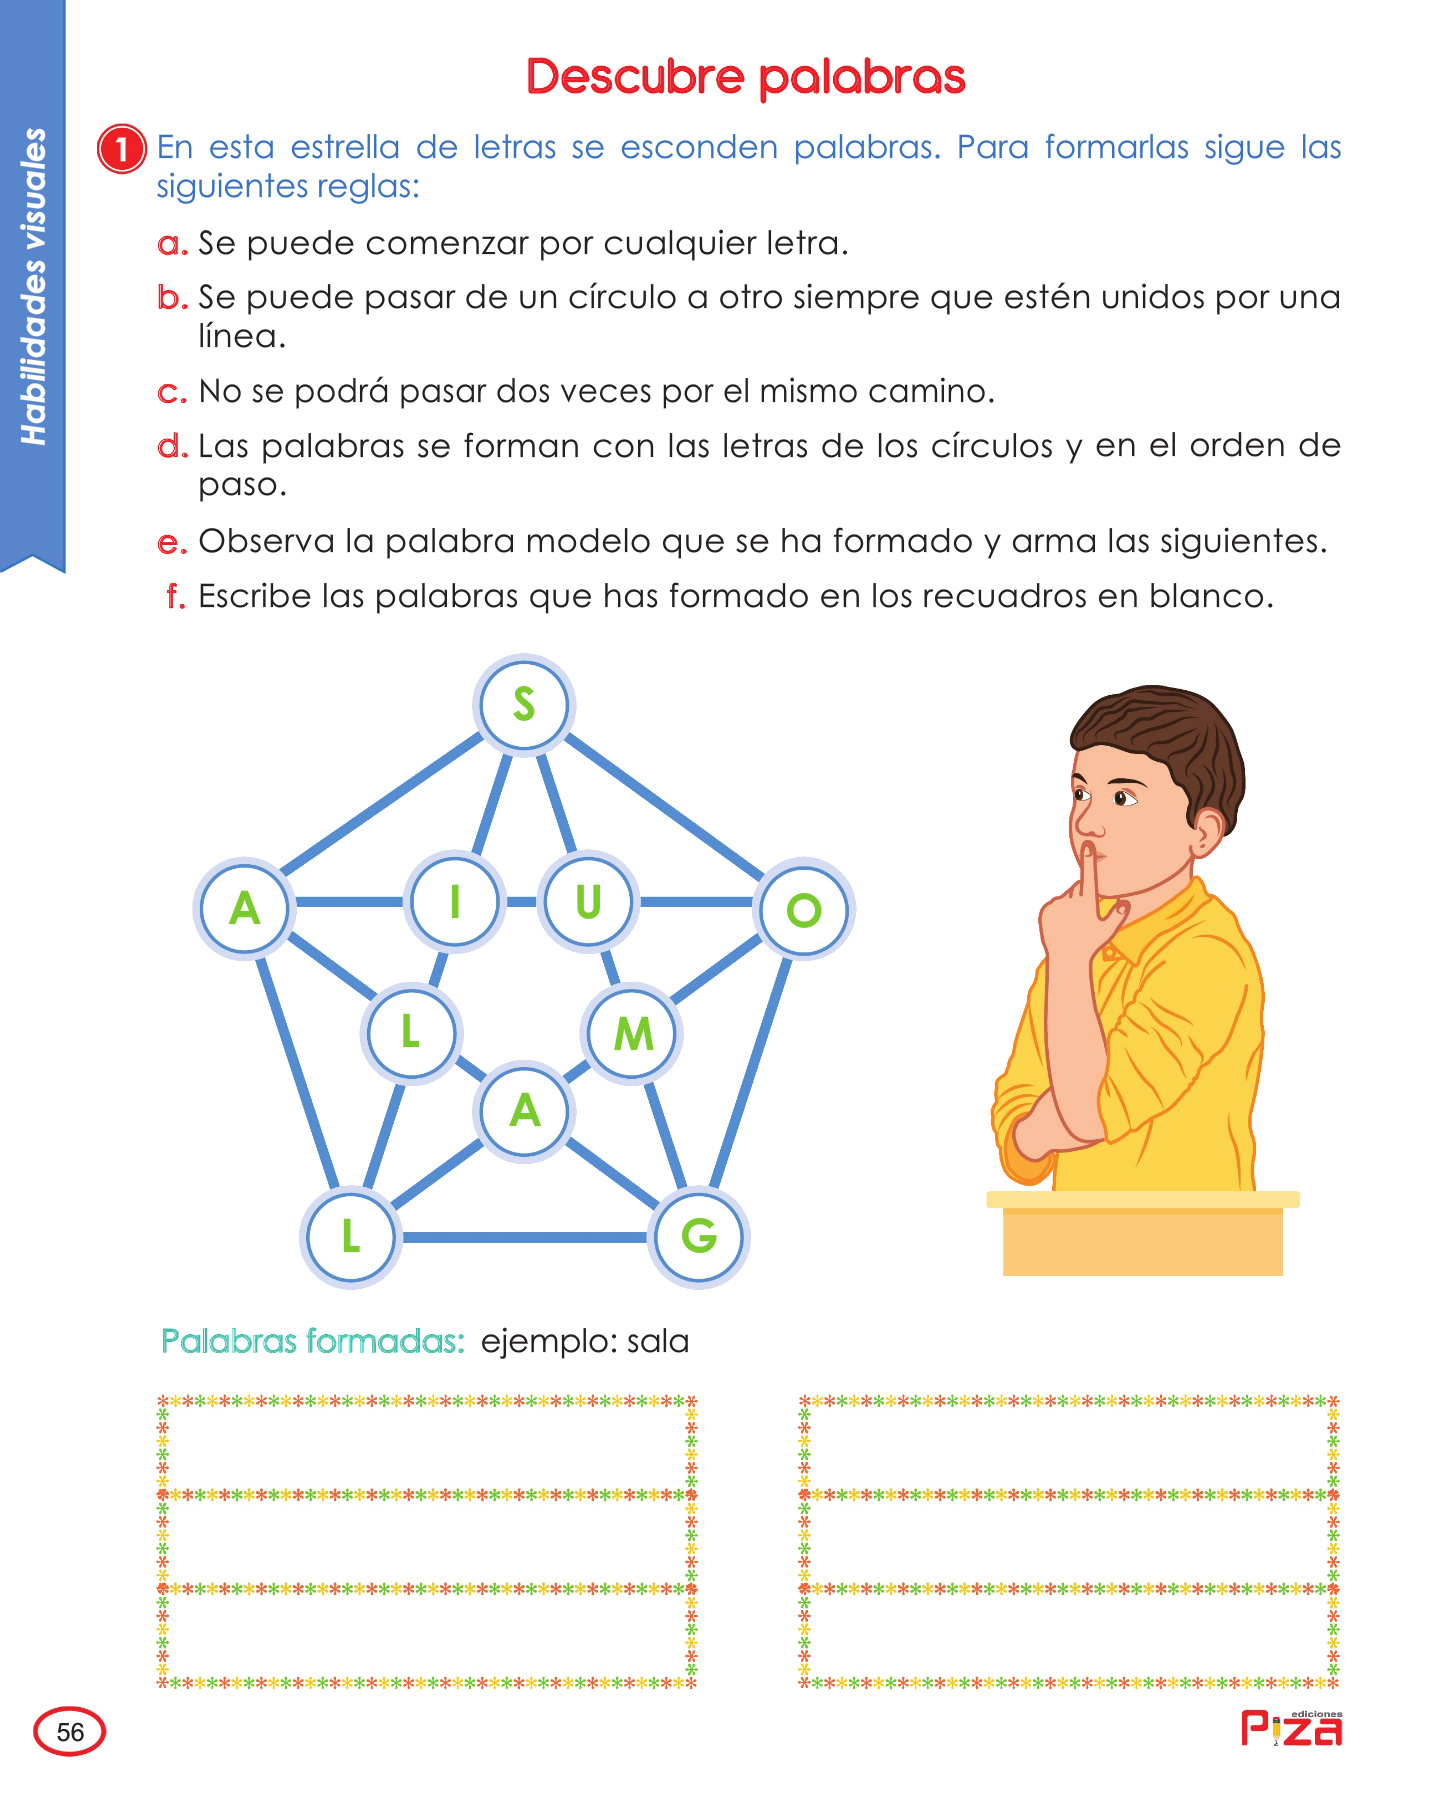 Habilidades visuales
Descubre palabras
1 En esta estrella de letras se esconden palabras. Para formarlas sigue las
siguientes reglas:
a. Se puede comenzar por cualquier letra.
b. Se puede pasar de un círculo a otro siempre que estén unidos por una
línea.
c. No se podrá pasar dos veces por el mismo camino.
d. Las palabras se forman con las letras de los círculos y en el orden de
paso.
e. Observa la palabra modelo que se ha formado y arma las siguientes.
f. Escribe las palabras que has formado en los recuadros en blanco.
S
A I U O
L M
A
L G
Palabras formadas: ejemplo: sala
56
ediciones
Piza